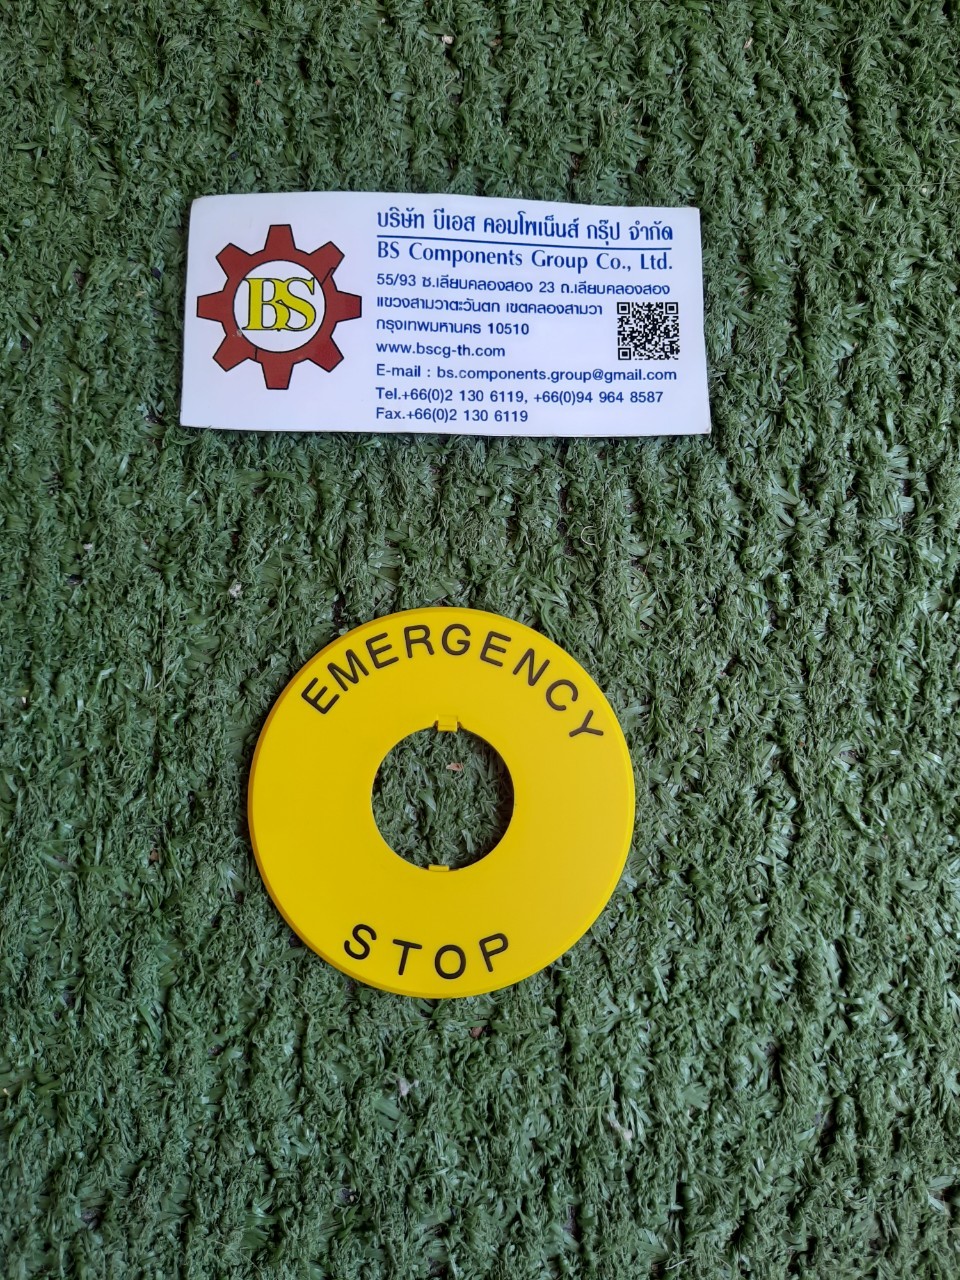 BS
บริษัท บีเอส คอมโพเน็นส์ กรุ๊ป จำกัด
BS Components Group Co., Ltd.
55/93 ซ.เลียบคลองสอง 23 ถ.เลียบคลองสอง
แขวงสามวาตะวันตก เขตคลองสามวา
กรุงเทพมหานคร 10510
www.bscg-th.com
E-mail : bs.components.group@gmail.com
Tel.+66(0)2 130 6119, +66(0)94 964 8587
Fax.+66(0)2 130 6119
EMERGENCY
STOP